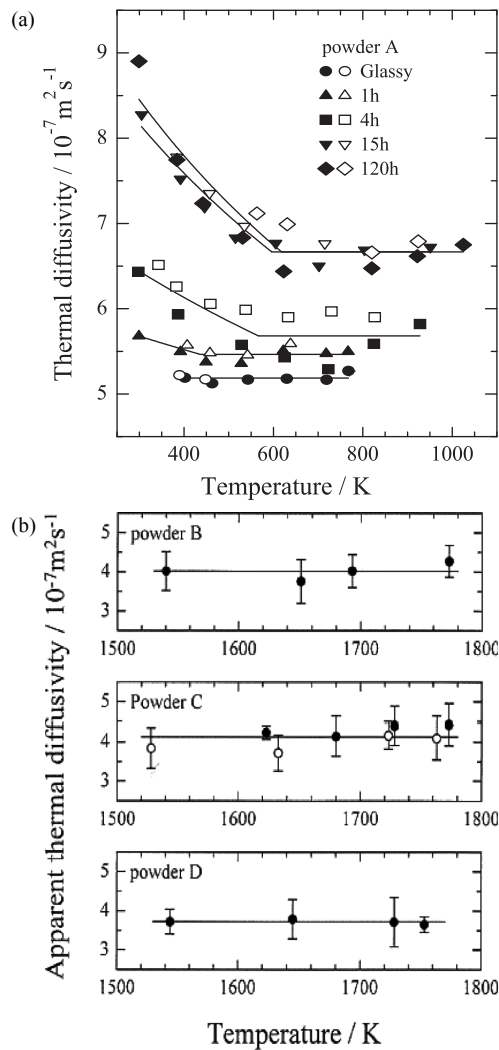 (a)
9
8
7
6
5
Thermal diffusivity / 10⁻⁷ m² s⁻¹
powder A
Glassy
1h
4h
15h
120h
400 600 800 1000
Temperature / K
(b)
Apparent thermal diffusivity / 10⁻⁷m²s⁻¹
powder B
5
4
3
1500 1600 1700 1800
Powder C
5
4
3
1500 1600 1700 1800
powder D
5
4
3
1500 1600 1700 1800
Temperature / K